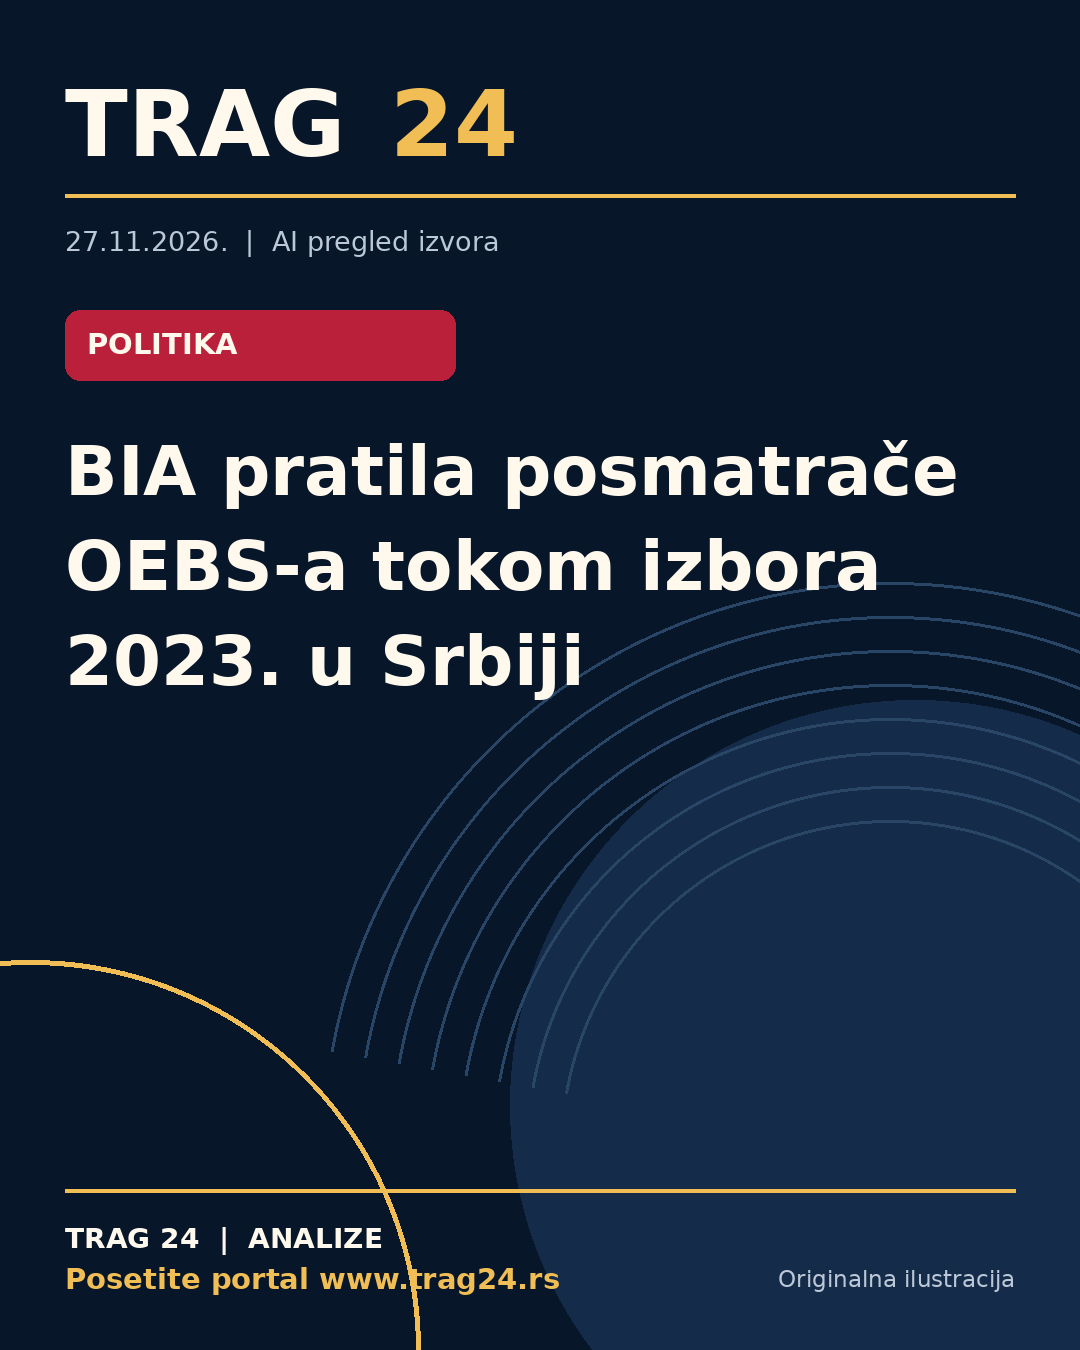 TRAG 24
27.11.2026. | AI pregled izvora
POLITIKA
BIA pratila posmatrače
OEBS-a tokom izbora
2023. u Srbiji
TRAG 24 | ANALIZE
Posetite portal www.trag24.rs
Originalna ilustracija